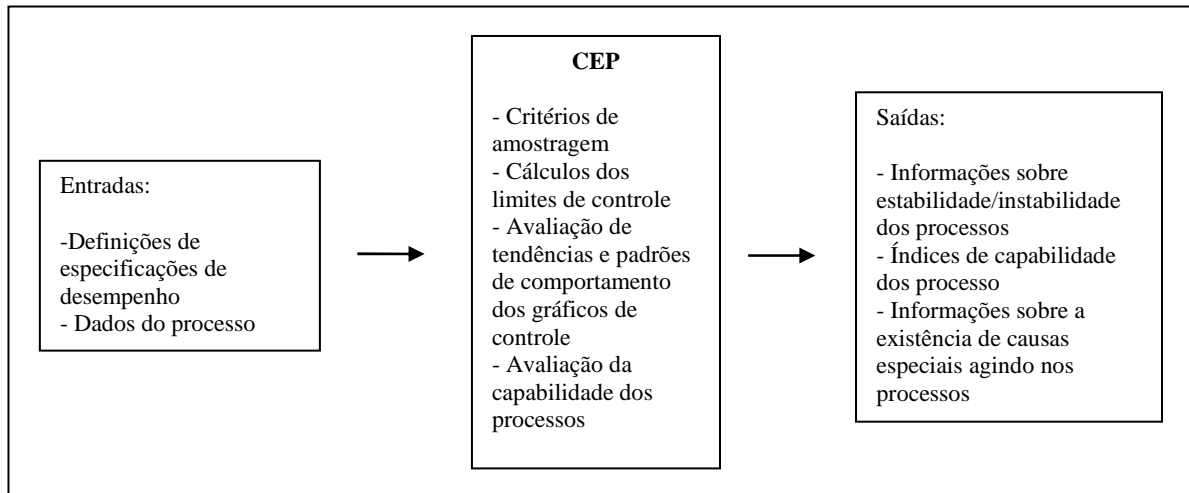 Entradas:
-Definições de
especificações de
desempenho
- Dados do processo
CEP
- Critérios de
amostragem
- Cálculos dos
limites de controle
- Avaliação de
tendências e padrões
de comportamento
dos gráficos de
controle
- Avaliação da
capabilidade dos
processos
Saídas:
- Informações sobre
estabilidade/instabilidade
dos processos
- Índices de capabilidade
dos processo
- Informações sobre a
existência de causas
especiais agindo nos
processos